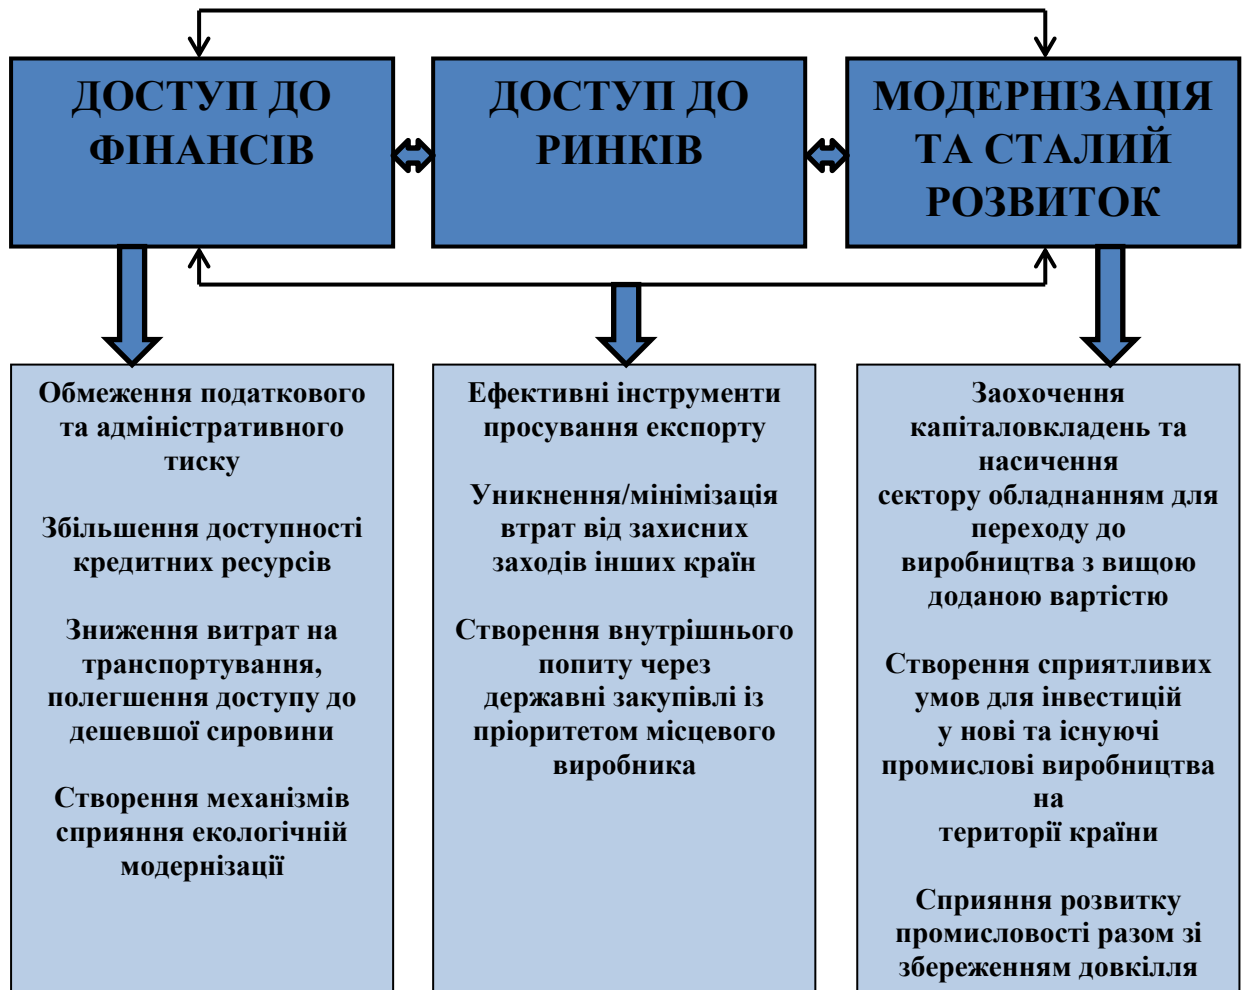 ДОСТУП ДО
ФІНАНСІВ
ДОСТУП ДО
РИНКІВ
МОДЕРНІЗАЦІЯ
ТА СТАЛИЙ
РОЗВИТОК
Обмеження податкового
та адміністративного
тиску
Збільшення доступності
кредитних ресурсів
Зниження витрат на
транспортування,
полегшення доступу до
дешевшої сировини
Створення механізмів
сприяння екологічній
модернізації
Ефективні інструменти
просування експорту
Уникнення/мінімізація
втрат від захисних
заходів інших країн
Створення внутрішнього
попиту через
державні закупівлі із
пріоритетом місцевого
виробника
Заохочення
капіталовкладень та
насичення
сектору обладнанням для
переходу до
виробництва з вищою
доданою вартістю
Створення сприятливих
умов для інвестицій
у нові та існуючі
промислові виробництва
на
території країни
Сприяння розвитку
промисловості разом зі
збереженням довкілля